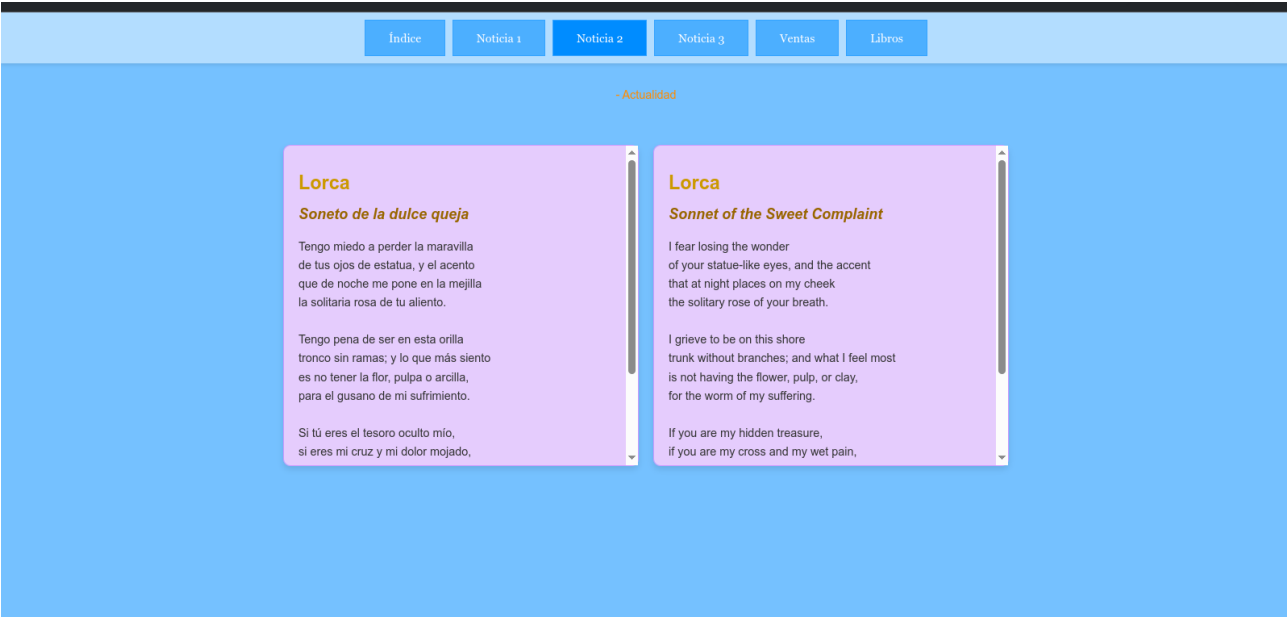 Índice
Noticia 1
Noticia 2
Noticia 3
Ventas
Libros
- Actualidad
Lorca
Soneto de la dulce queja
Tengo miedo a perder la maravilla
de tus ojos de estatua, y el acento
que de noche me pone en la mejilla
la solitaria rosa de tu aliento.
Tengo pena de ser en esta orilla
tronco sin ramas; y lo que más siento
es no tener la flor, pulpa o arcilla,
para el gusano de mi sufrimiento.
Si tú eres el tesoro oculto mío,
si eres mi cruz y mi dolor mojado,
Lorca
Sonnet of the Sweet Complaint
I fear losing the wonder
of your statue-like eyes, and the accent
that at night places on my cheek
the solitary rose of your breath.
I grieve to be on this shore
trunk without branches; and what I feel most
is not having the flower, pulp, or clay,
for the worm of my suffering.
If you are my hidden treasure,
if you are my cross and my wet pain,